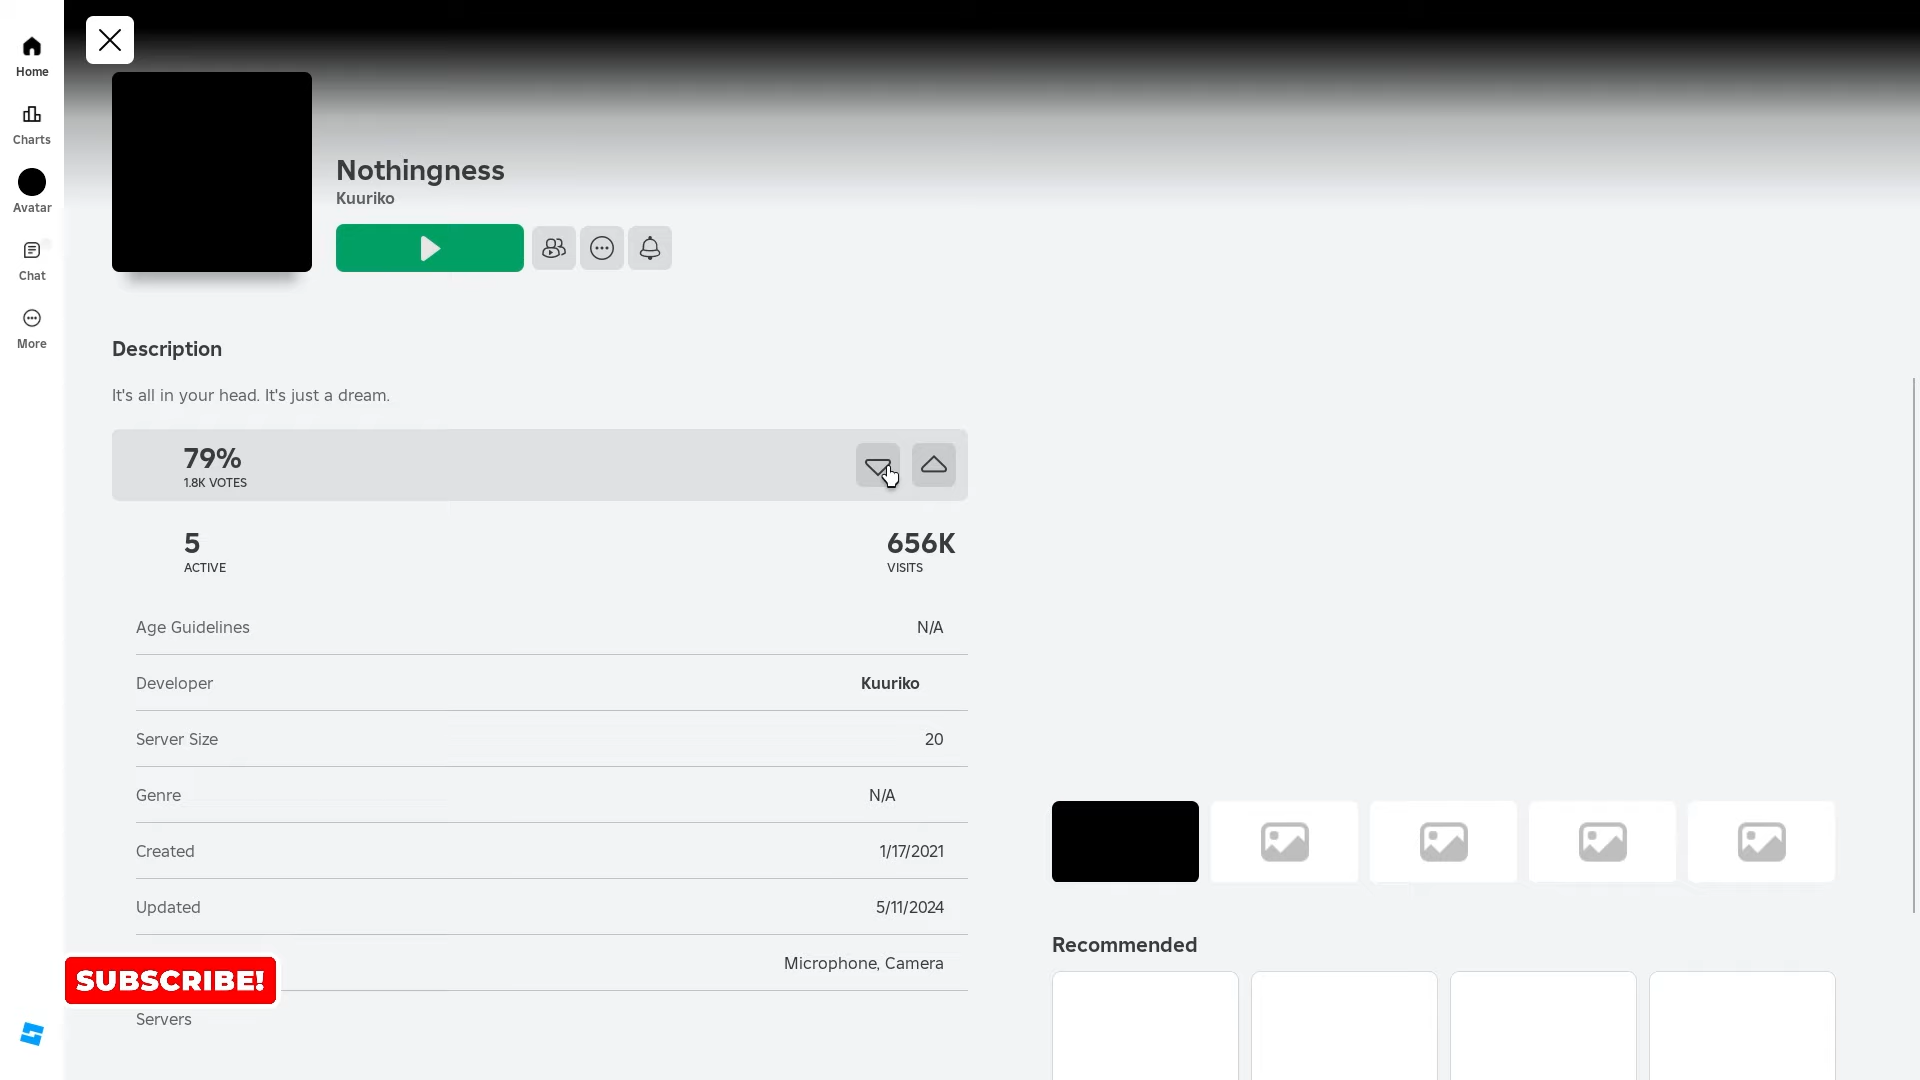 Home
Charts
Avatar
Chat
More
Nothingness
Kuuriko
Description
It's all in your head. It's just a dream.
79%
1.8K VOTES
5
ACTIVE
656K
VISITS
Age Guidelines
N/A
Developer
Kuuriko
Server Size
20
Genre
N/A
Created
1/17/2021
Updated
5/11/2024
Microphone, Camera
SUBSCRIBE!
Servers
Recommended